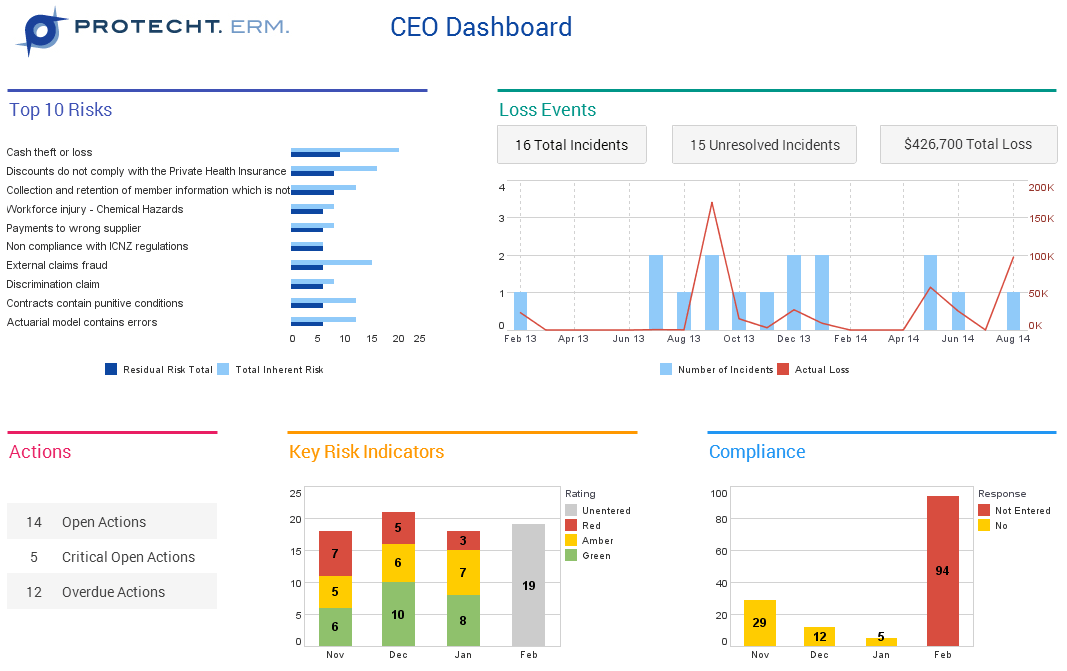 PROTECHT. ERM.
CEO Dashboard
Top 10 Risks
Cash theft or loss
Discounts do not comply with the Private Health Insurance
Collection and retention of member information which is not
Workforce injury - Chemical Hazards
Payments to wrong supplier
Non compliance with ICNZ regulations
External claims fraud
Discrimination claim
Contracts contain punitive conditions
Actuarial model contains errors
0 5 10 15 20 25
Residual Risk Total Total Inherent Risk
Loss Events
16 Total Incidents 15 Unresolved Incidents $426,700 Total Loss
4 200K
3 150K
2 100K
1 50K
0 0K
Feb 13 Apr 13 Jun 13 Aug 13 Oct 13 Dec 13 Feb 14 Apr 14 Jun 14 Aug 14
Number of Incidents Actual Loss
Actions
14 Open Actions
5 Critical Open Actions
12 Overdue Actions
Key Risk Indicators
25
20
15
10
5
0
7
5
6
5
6
10
3
7
8
19
Nov Dec Jan Feb
Rating
Unentered
Red
Amber
Green
Compliance
100
80
60
40
20
0
29 12 5 94
Nov Dec Jan Feb
Response
Not Entered
No